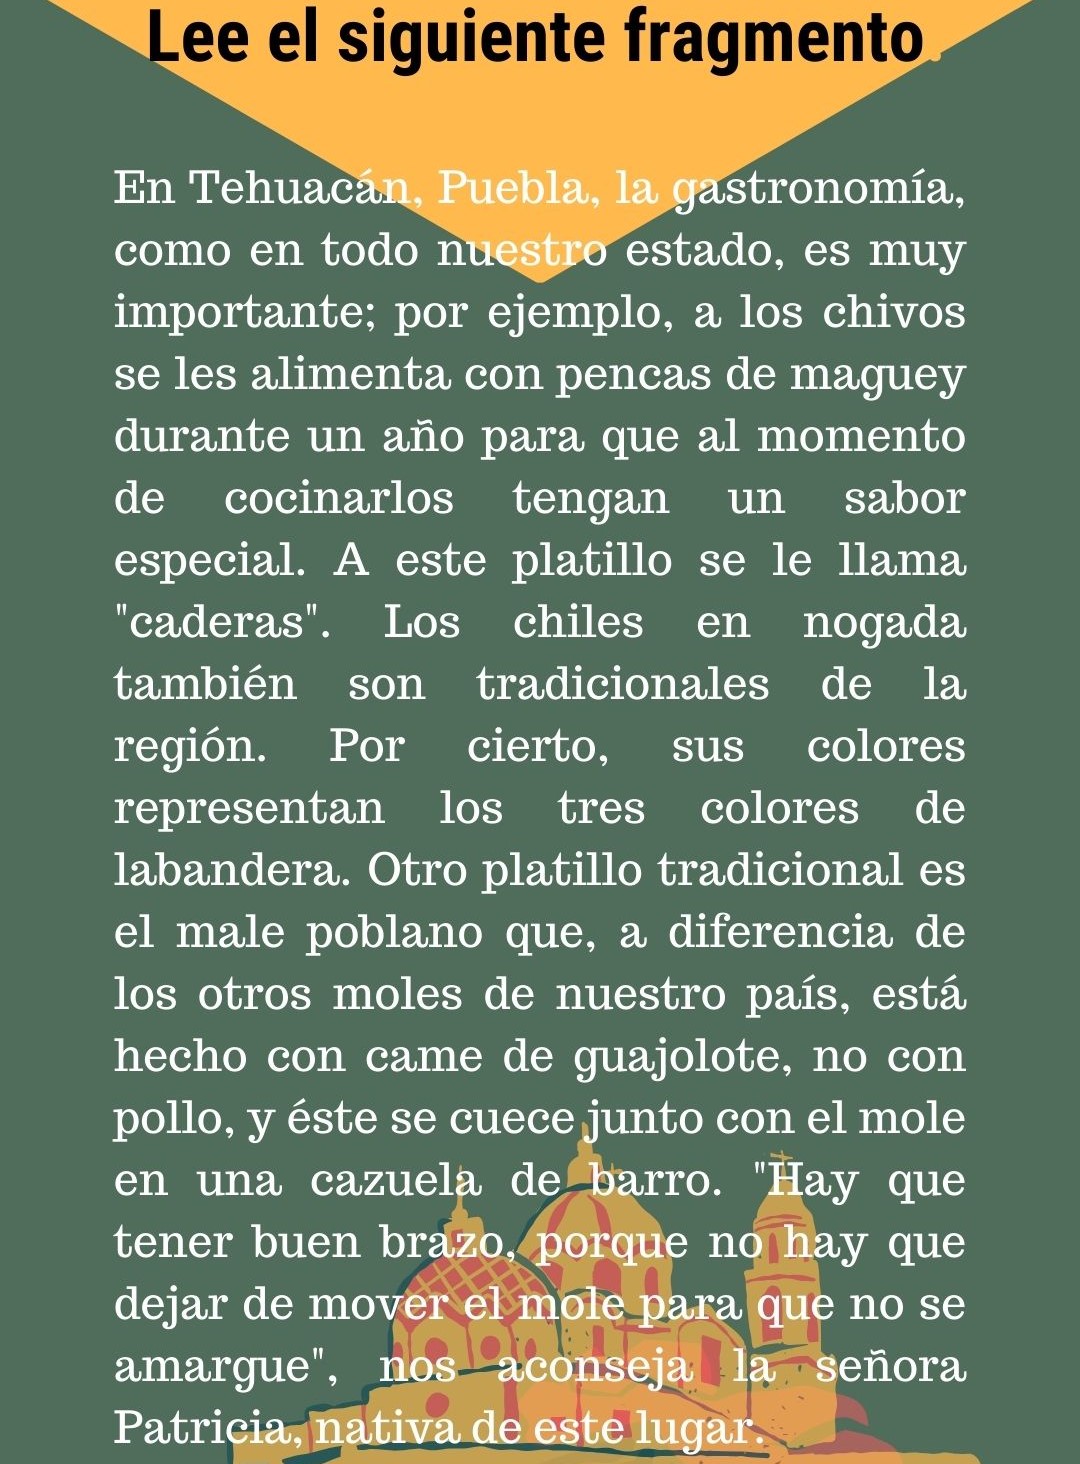 Lee el siguiente fragmento.
En Tehuacán, Puebla, la gastronomía,
como en todo nuestro estado, es muy
importante; por ejemplo, a los chivos
se les alimenta con pencas de maguey
durante un año para que al momento
de cocinarlos tengan un sabor
especial. A este platillo se le llama
"caderas". Los chiles en nogada
también son tradicionales de la
región. Por cierto, sus colores
representan los tres colores de
labandera. Otro platillo tradicional es
el male poblano que, a diferencia de
los otros moles de nuestro país, está
hecho con came de guajolote, no con
pollo, y éste se cuece junto con el mole
en una cazuela de barro. "Hay que
tener buen brazo, porque no hay que
dejar de mover el mole para que no se
amargue", nos aconseja la señora
Patricia, nativa de este lugar.